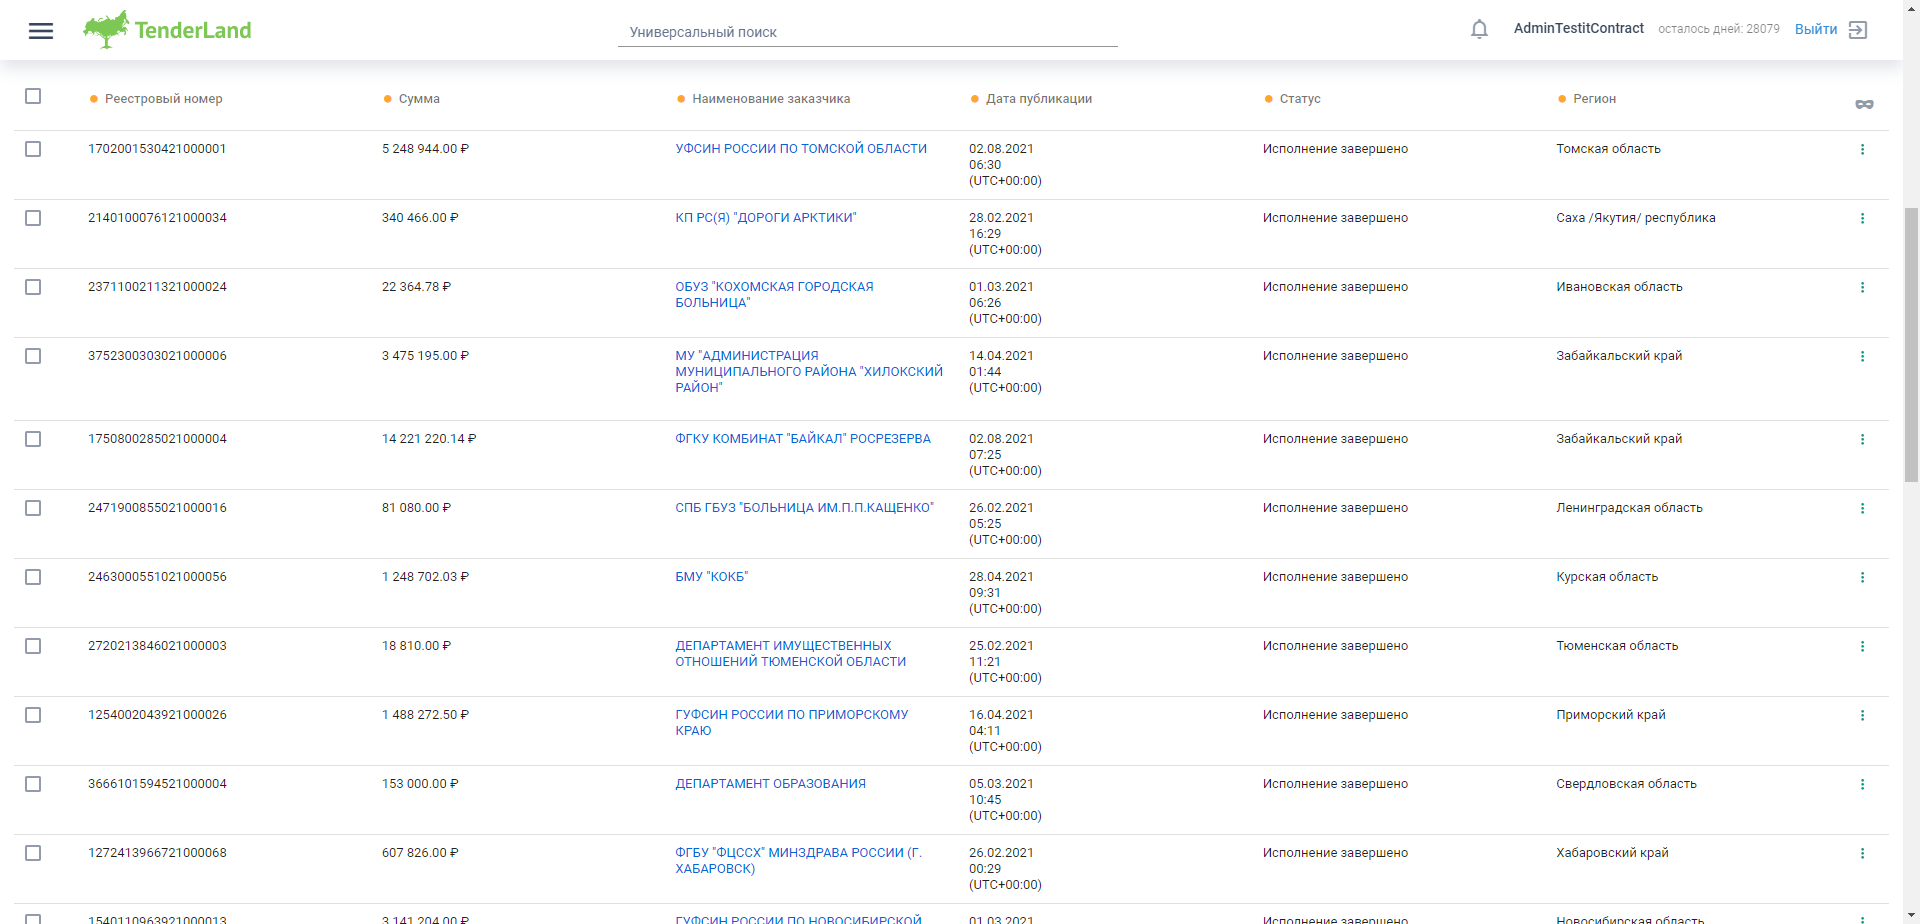 TenderLand
Универсальный поиск
AdminTestitContract
осталось дней: 28079
Выйти
Реестровый номер
Сумма
Наименование заказчика
Дата публикации
Статус
Регион
1702001530421000001
5 248 944.00 ₽
УФСИН РОССИИ ПО ТОМСКОЙ ОБЛАСТИ
02.08.2021
06:30
(UTC+00:00)
Исполнение завершено
Томская область
2140100076121000034
340 466.00 ₽
КП РС(Я) "ДОРОГИ АРКТИКИ"
28.02.2021
16:29
(UTC+00:00)
Исполнение завершено
Саха /Якутия/ республика
2371100211321000024
22 364.78 ₽
ОБУЗ "КОХОМСКАЯ ГОРОДСКАЯ
БОЛЬНИЦА"
01.03.2021
06:26
(UTC+00:00)
Исполнение завершено
Ивановская область
3752300303021000006
3 475 195.00 ₽
МУ "АДМИНИСТРАЦИЯ
МУНИЦИПАЛЬНОГО РАЙОНА "ХИЛОКСКИЙ
РАЙОН"
14.04.2021
01:44
(UTC+00:00)
Исполнение завершено
Забайкальский край
1750800285021000004
14 221 220.14 ₽
ФГКУ КОМБИНАТ "БАЙКАЛ" РОСРЕЗЕРВА
02.08.2021
07:25
(UTC+00:00)
Исполнение завершено
Забайкальский край
2471900855021000016
81 080.00 ₽
СПБ ГБУЗ "БОЛЬНИЦА ИМ.П.П.КАЩЕНКО"
26.02.2021
05:25
(UTC+00:00)
Исполнение завершено
Ленинградская область
2463000551021000056
1 248 702.03 ₽
БМУ "КОКБ"
28.04.2021
09:31
(UTC+00:00)
Исполнение завершено
Курская область
2720213846021000003
18 810.00 ₽
ДЕПАРТАМЕНТ ИМУЩЕСТВЕННЫХ
ОТНОШЕНИЙ ТЮМЕНСКОЙ ОБЛАСТИ
25.02.2021
11:21
(UTC+00:00)
Исполнение завершено
Тюменская область
1254002043921000026
1 488 272.50 ₽
ГУФСИН РОССИИ ПО ПРИМОРСКОМУ
КРАЮ
16.04.2021
04:11
(UTC+00:00)
Исполнение завершено
Приморский край
3666101594521000004
153 000.00 ₽
ДЕПАРТАМЕНТ ОБРАЗОВАНИЯ
05.03.2021
10:45
(UTC+00:00)
Исполнение завершено
Свердловская область
1272413966721000068
607 826.00 ₽
ФГБУ "ФЦССХ" МИНЗДРАВА РОССИИ (Г.
ХАБАРОВСК)
26.02.2021
00:29
(UTC+00:00)
Исполнение завершено
Хабаровский край
1540110963921000013
3 141 204.00 ₽
ГУФСИН РОССИИ ПО НОВОСИБИРСКОЙ
01.03.2021
Исполнение завершено
Новосибирская область